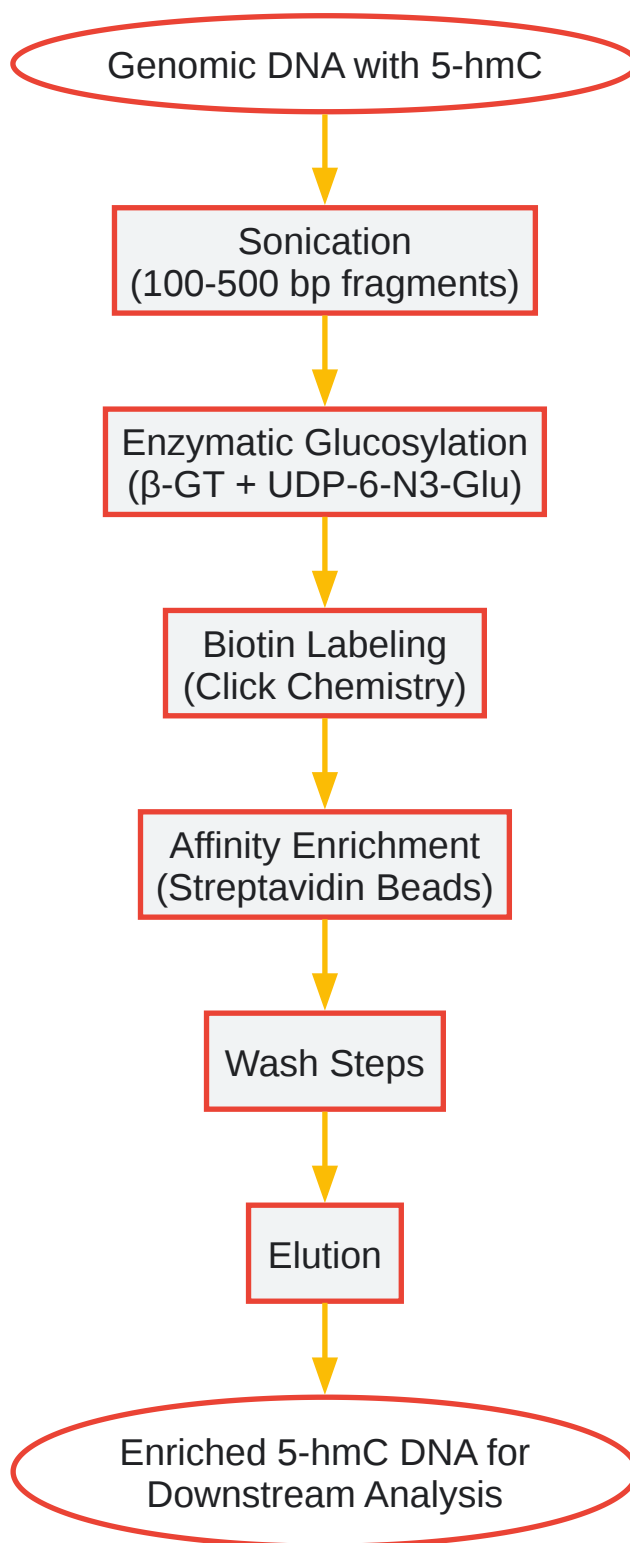 Genomic DNA with 5-hmC
Sonication
(100-500 bp fragments)
Enzymatic Glucosylation
(β-GT + UDP-6-N3-Glu)
Biotin Labeling
(Click Chemistry)
Affinity Enrichment
(Streptavidin Beads)
Wash Steps
Elution
Enriched 5-hmC DNA for
Downstream Analysis